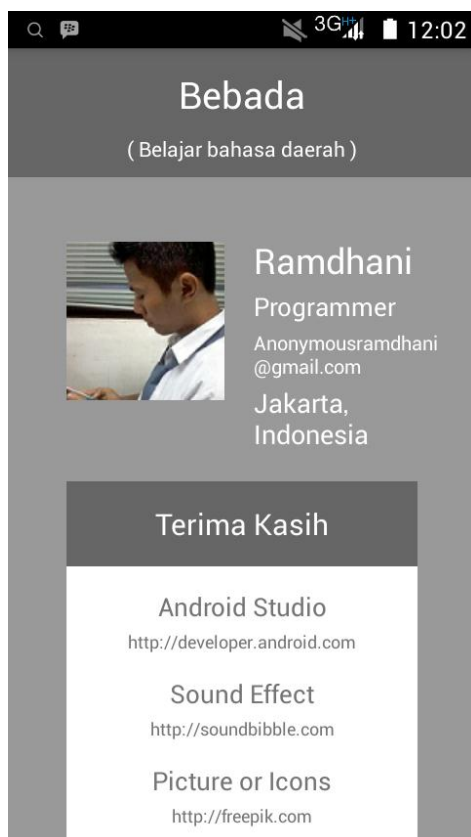 3G H+ 12:02
Bebada
( Belajar bahasa daerah )
Ramdhani
Programmer
Anonymousramdhani
@gmail.com
Jakarta,
Indonesia
Terima Kasih
Android Studio
http://developer.android.com
Sound Effect
http://soundbibble.com
Picture or Icons
http://freepik.com